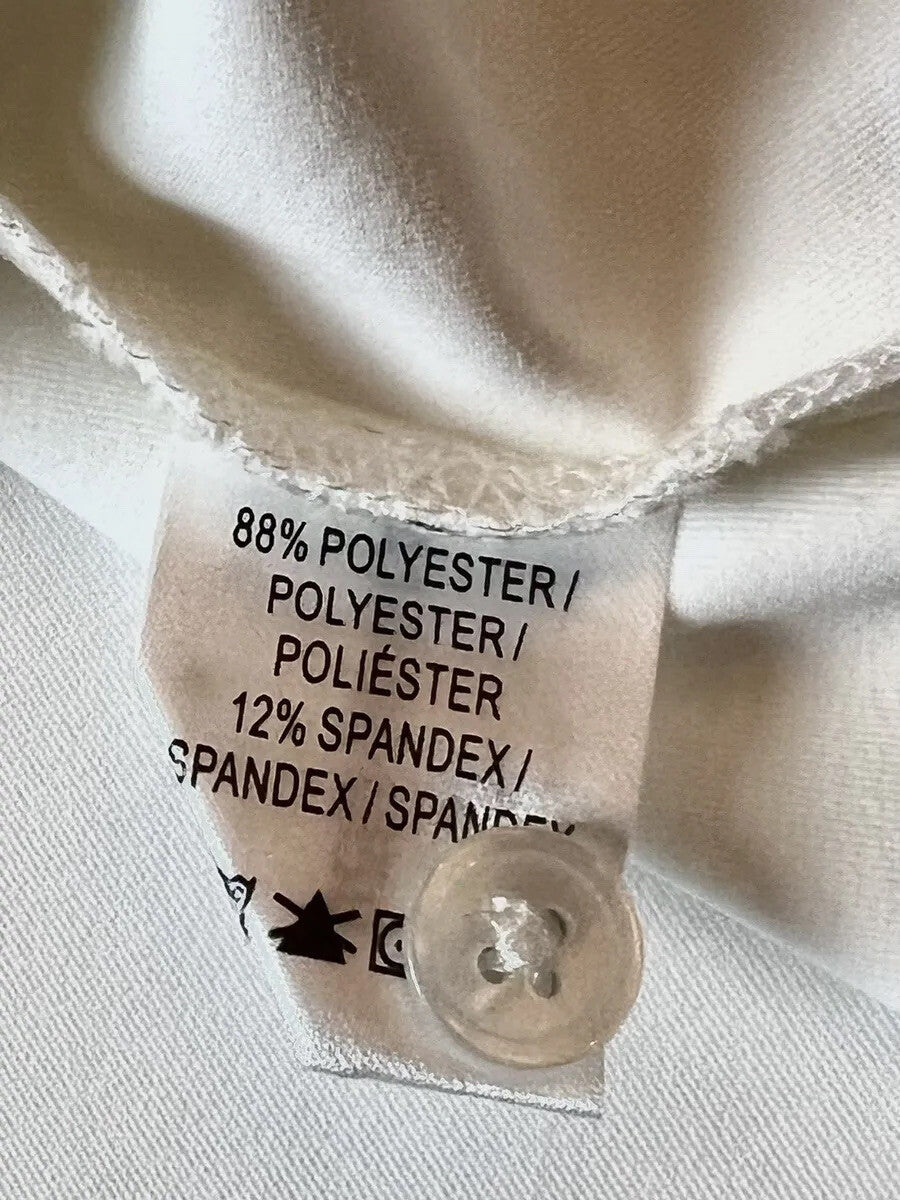 88% POLYESTER /
POLYESTER /
POLIÉSTER
12% SPANDEX /
SPANDEX / SPANDEX